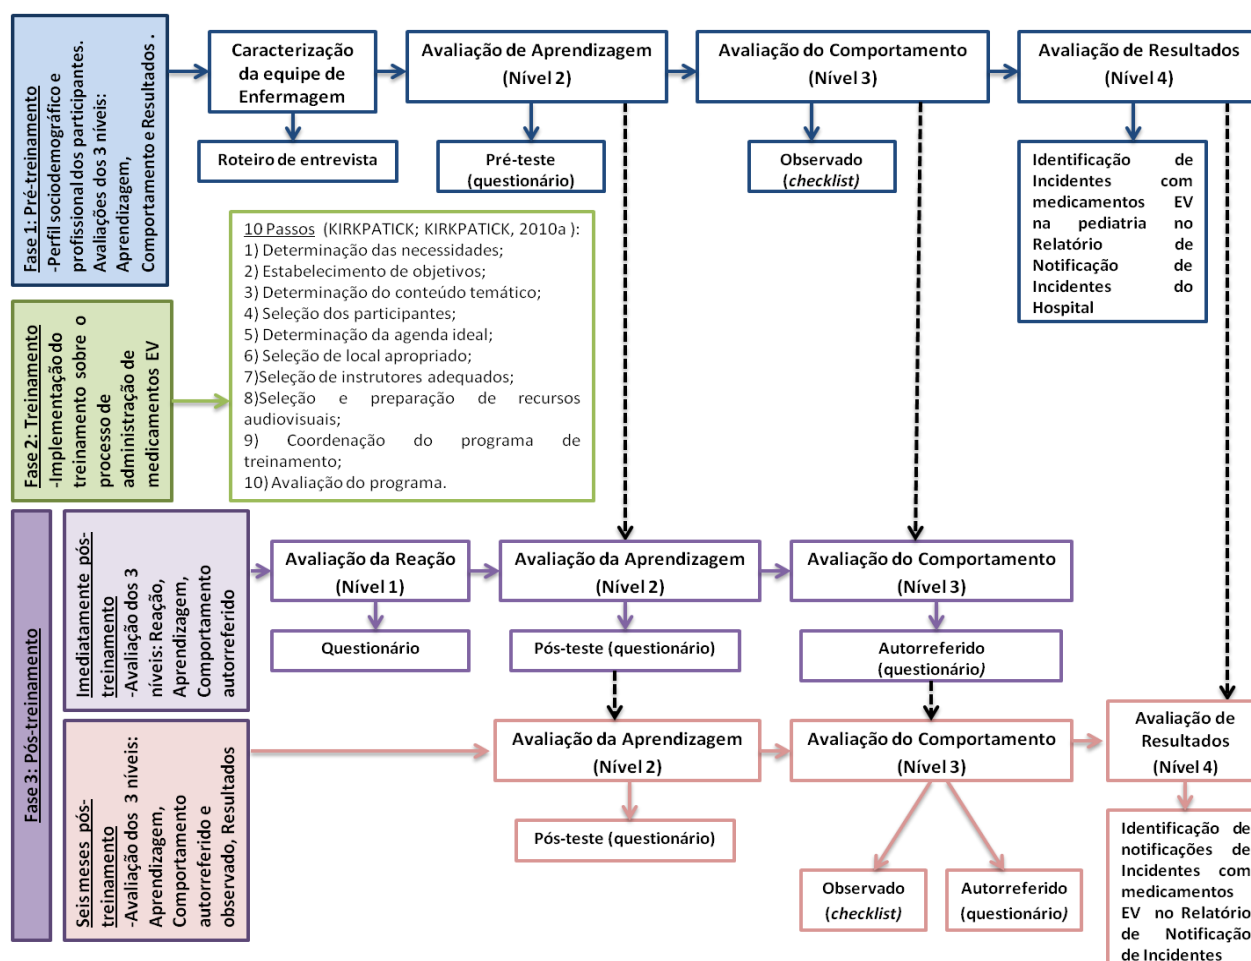 Fase 1: Pré-treinamento
-Perfil sociodemográfico e
profissional dos participantes.
Avaliações dos 3 níveis:
Aprendizagem,
Comportamento e Resultados .
Caracterização
da equipe de
Enfermagem
Roteiro de entrevista
Avaliação de Aprendizagem
(Nível 2)
Pré-teste
(questionário)
Avaliação do Comportamento
(Nível 3)
Observado
(checklist)
Avaliação de Resultados
(Nível 4)
Identificação de
Incidentes com
medicamentos EV
na pediatria no
Relatório de
Notificação de
Incidentes do
Hospital
Fase 2: Treinamento
-Implementação do
treinamento sobre o
processo de
administração de
medicamentos EV
10 Passos (KIRKPATICK; KIRKPATICK, 2010a ):
1) Determinação das necessidades;
2) Estabelecimento de objetivos;
3) Determinação do conteúdo temático;
4) Seleção dos participantes;
5) Determinação da agenda ideal;
6) Seleção de local apropriado;
7)Seleção de instrutores adequados;
8)Seleção e preparação de recursos
audiovisuais;
9) Coordenação do programa de
treinamento;
10) Avaliação do programa.
Fase 3: Pós-treinamento
Imediatamente pós-
treinamento
-Avaliação dos 3
níveis: Reação,
Aprendizagem,
Comportamento
autorreferido
Avaliação da Reação
(Nível 1)
Questionário
Avaliação da Aprendizagem
(Nível 2)
Pós-teste (questionário)
Avaliação do Comportamento
(Nível 3)
Autorreferido
(questionário)
Seis meses pós-
treinamento
-Avaliação dos 3 níveis:
Aprendizagem,
Comportamento
autorreferido e
observado, Resultados
Avaliação da Aprendizagem
(Nível 2)
Pós-teste (questionário)
Avaliação do Comportamento
(Nível 3)
Observado
(checklist)
Autorreferido
(questionário)
Avaliação de
Resultados
(Nível 4)
Identificação de
notificações de
Incidentes com
medicamentos
EV no Relatório
de Notificação
de Incidentes